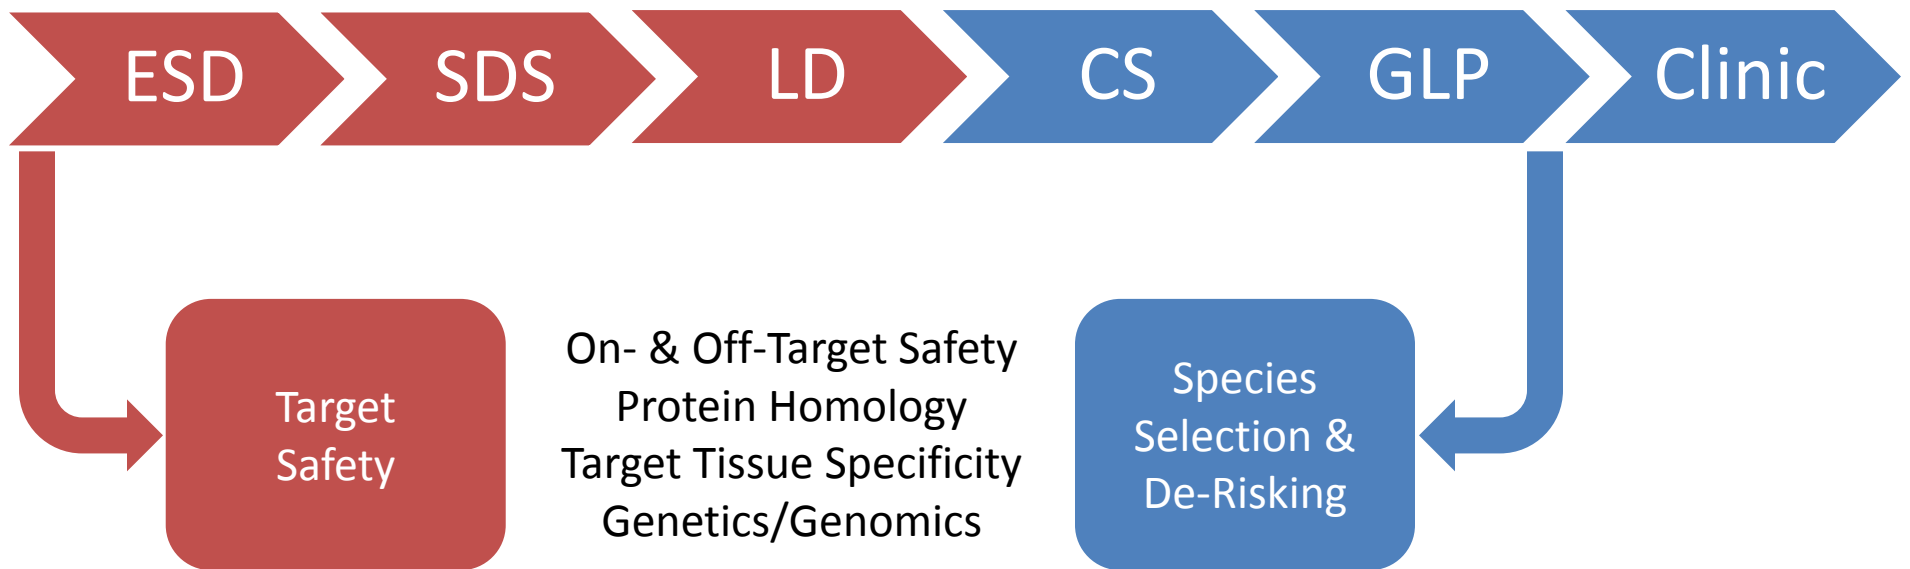 ESD
SDS
LD
CS
GLP
Clinic
Target
Safety
On- & Off-Target Safety
Protein Homology
Target Tissue Specificity
Genetics/Genomics
Species
Selection &
De-Risking